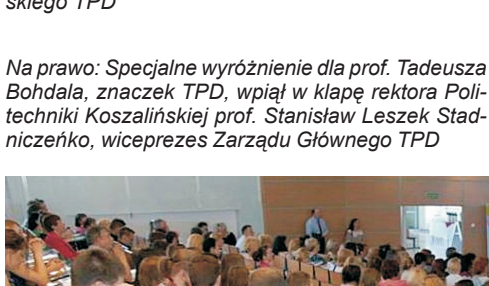 skiego TPD
Na prawo: Specjalne wyróżnienie dla prof. Tadeusza
Bohdala, znaczek TPD, wpiął w klapę rektora Poli-
techniki Koszalińskiej prof. Stanisław Leszek Stad-
niczeńko, wiceprezes Zarządu Głównego TPD